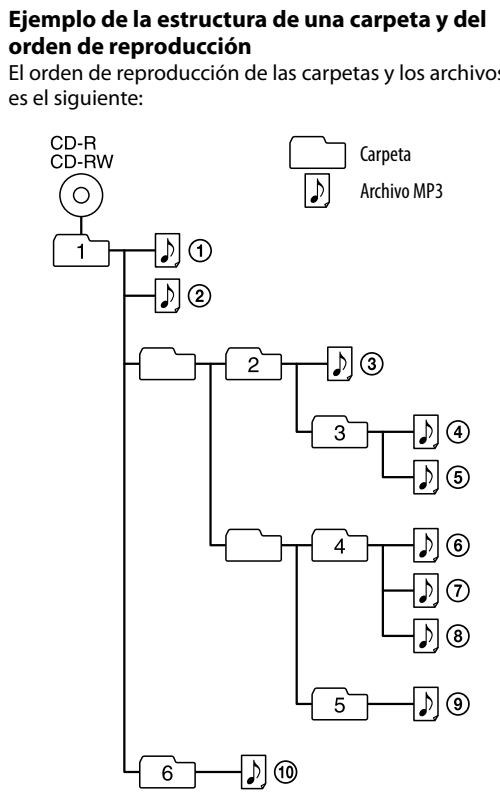 Ejemplo de la estructura de una carpeta y del
orden de reproducción
El orden de reproducción de las carpetas y los archivos
es el siguiente:
CD-R
CD-RW
Carpeta
Archivo MP3
1 ①
②
2 ③
3 ④
⑤
4 ⑥
⑦
⑧
5 ⑨
6 ⑩